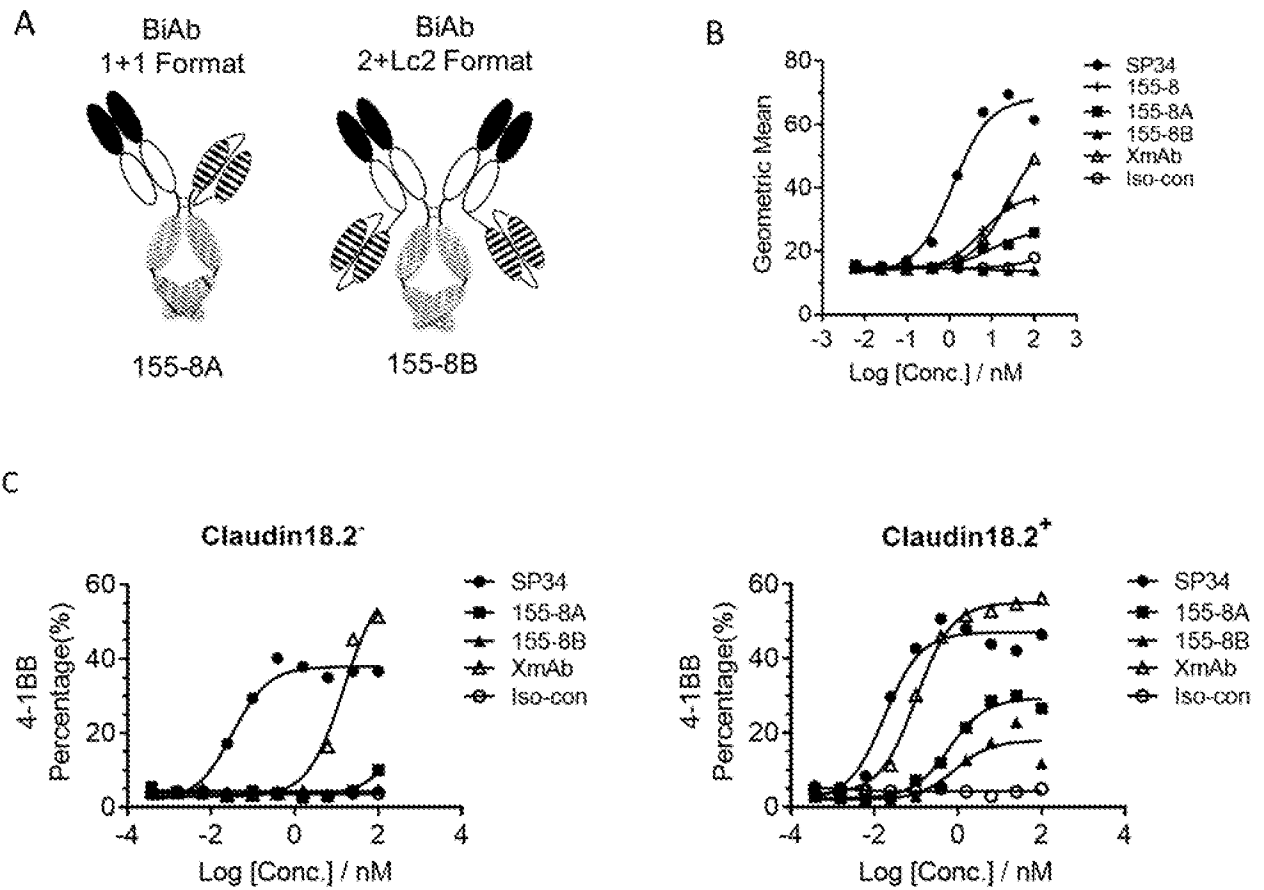 A
BiAb
1+1 Format
BiAb
2+Lc2 Format
155-8A
155-8B
B
Geometric Mean
80
60
40
20
0
-3 -2 -1 0 1 2 3
Log [Conc.] / nM
SP34
155-8
155-8A
155-8B
XmAb
Iso-con
C
Claudin18.2-
4-1BB
Percentage(%)
60
40
20
0
-4 -2 0 2 4
Log [Conc.] / nM
SP34
155-8A
155-8B
XmAb
Iso-con
Claudin18.2+
4-1BB
Percentage(%)
60
40
20
0
-4 -2 0 2 4
Log [Conc.] / nM
SP34
155-8A
155-8B
XmAb
Iso-con